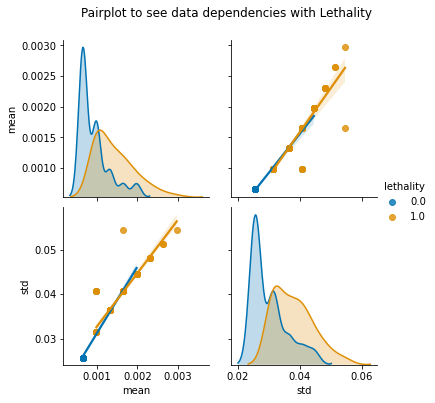 Pairplot to see data dependencies with Lethality
0.0030
0.0025
0.0020
0.0015
0.0010
mean
lethality
0.0
1.0
0.05
0.04
0.03
std
0.001 0.002 0.003
mean
0.02 0.04 0.06
std